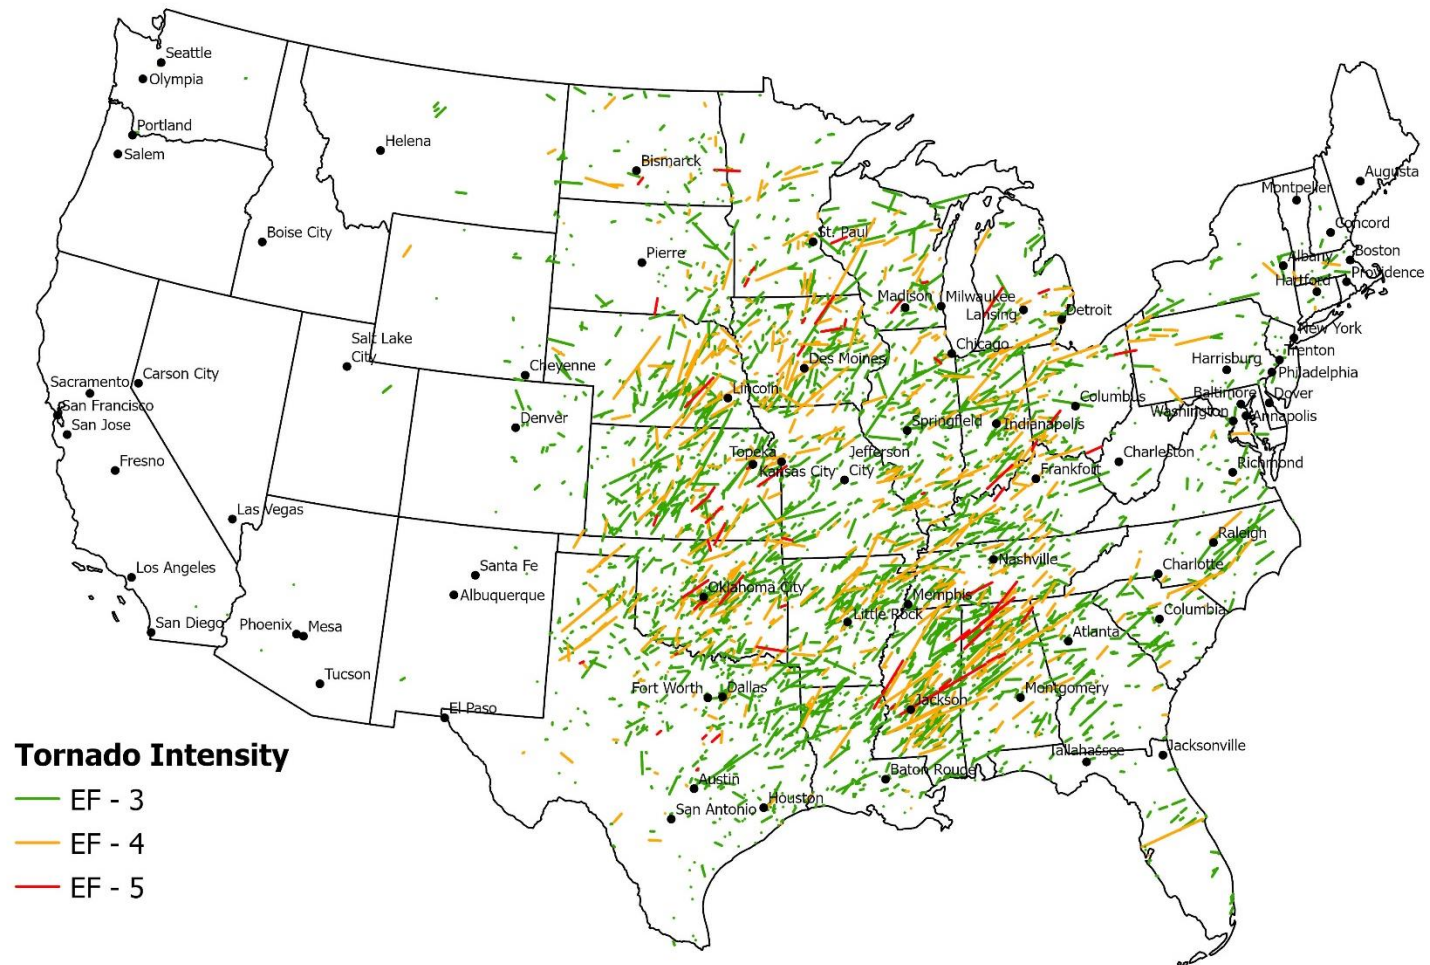 Seattle
Olympia
Portland
Salem
Helena
Bismarck
Augusta
Montpelier
Concord
Boise City
St. Paul
Pierre
Albany
Boston
Providence
Hartford
Madison
Milwaukee
Lansing
Detroit
New York
Salt Lake
City
Chicago
Des Moines
Harrisburg
Trenton
Philadelphia
Carson City
Sacramento
Cheyenne
Lincoln
Columbus
Baltimore
Dover
San Francisco
San Jose
Denver
Springfield
Indianapolis
Washington
Annapolis
Fresno
Topeka
Kansas City
Jefferson
City
Frankfort
Charleston
Richmond
Las Vegas
Raleigh
Los Angeles
Santa Fe
Albuquerque
Oklahoma City
Nashville
Charlotte
Memphis
Little Rock
Columbia
San Diego
Phoenix
Mesa
Atlanta
Tucson
Fort Worth
Dallas
Jackson
Montgomery
El Paso
Tallahassee
Jacksonville
Baton Rouge
Austin
San Antonio
Houston
Tornado Intensity
EF - 3
EF - 4
EF - 5